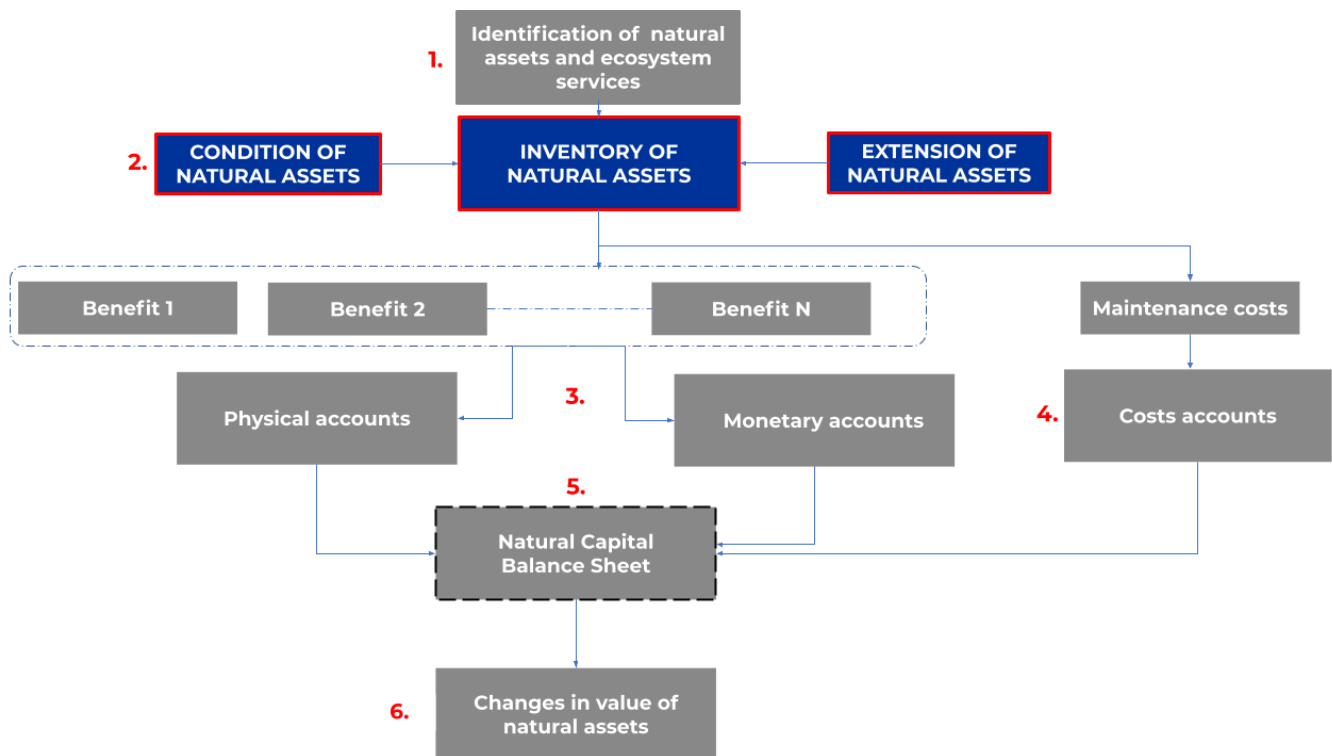 1.
Identification of natural
assets and ecosystem
services
2.
CONDITION OF
NATURAL ASSETS
INVENTORY OF
NATURAL ASSETS
EXTENSION OF
NATURAL ASSETS
Benefit 1
Benefit 2
Benefit N
Maintenance costs
Physical accounts
3.
Monetary accounts
4.
Costs accounts
5.
Natural Capital
Balance Sheet
6.
Changes in value of
natural assets